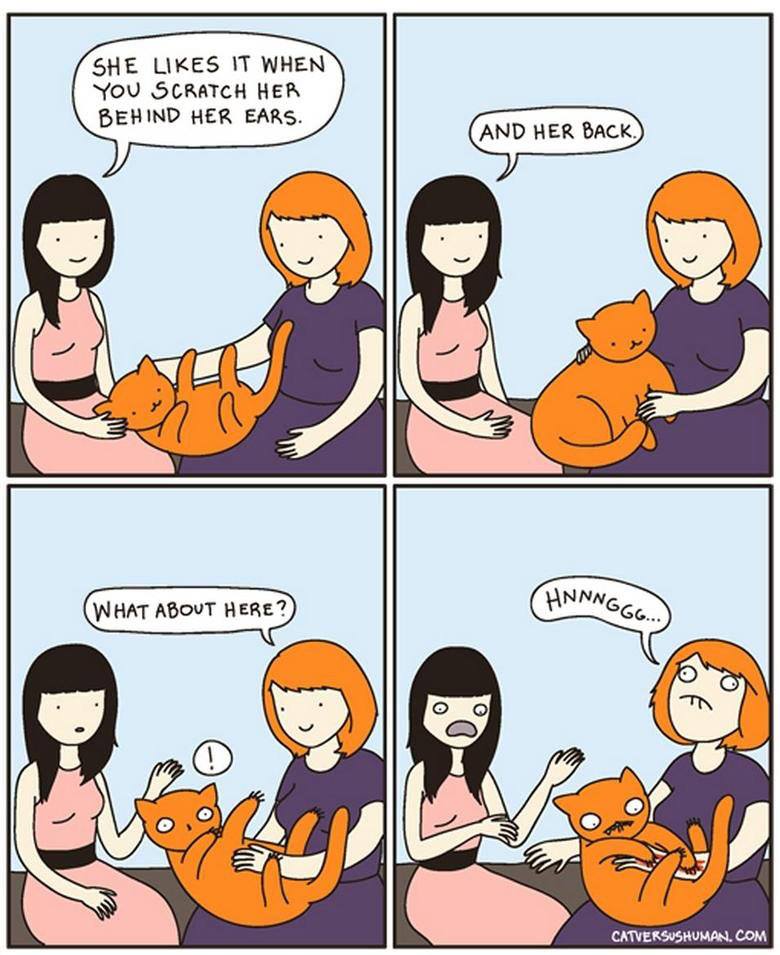 SHE LIKES IT WHEN
YOU SCRATCH HER
BEHIND HER EARS.
AND HER BACK.
WHAT ABOUT HERE?
!
HNNNGGG...
CATVERSUSHUMAN.COM